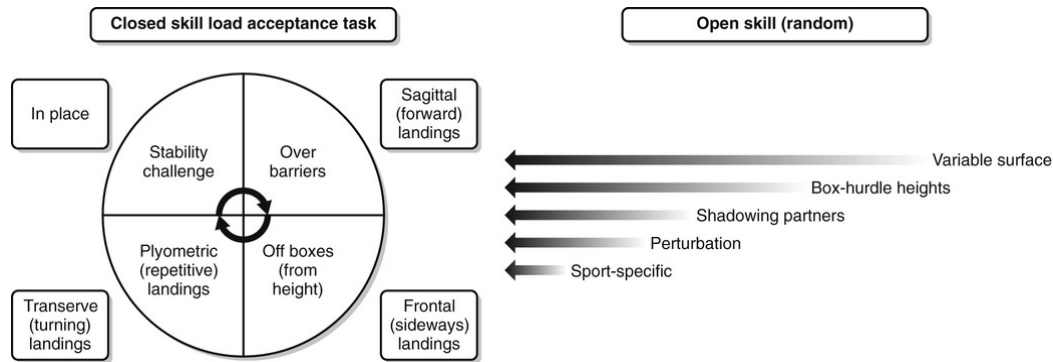 Closed skill load acceptance task
Open skill (random)
In place
Sagittal
(forward)
landings
Stability
challenge
Over
barriers
Plyometric
(repetitive)
landings
Off boxes
(from
height)
Transerve
(turning)
landings
Frontal
(sideways)
landings
Variable surface
Box-hurdle heights
Shadowing partners
Perturbation
Sport-specific